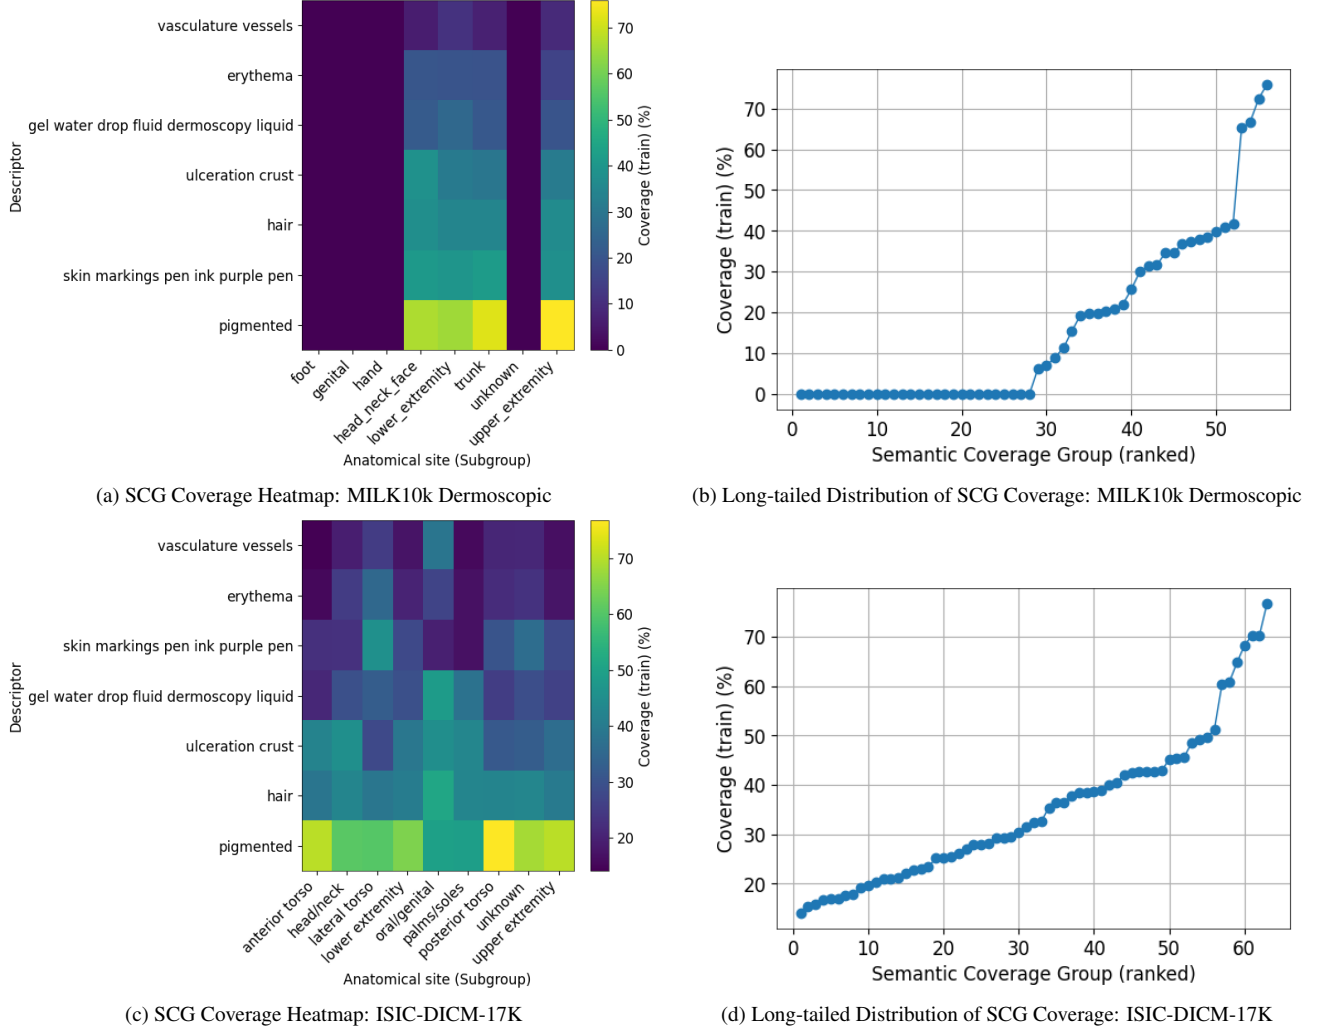 vasculature vessels
erythema
gel water drop fluid dermoscopy liquid
ulceration crust
hair
skin markings pen ink purple pen
pigmented
Descriptor
foot
genital
hand
head_neck_face
lower_extremity
trunk
unknown
upper_extremity
Anatomical site (Subgroup)
70
60
50
40
30
20
10
0
Coverage (train) (%)
(a) SCG Coverage Heatmap: MILK10k Dermoscopic
70
60
50
40
30
20
10
0
Coverage (train) (%)
0 10 20 30 40 50
Semantic Coverage Group (ranked)
(b) Long-tailed Distribution of SCG Coverage: MILK10k Dermoscopic
vasculature vessels
erythema
skin markings pen ink purple pen
gel water drop fluid dermoscopy liquid
ulceration crust
hair
pigmented
Descriptor
anterior torso
head/neck
lateral torso
lower extremity
oral/genital
palms/soles
posterior torso
unknown
upper extremity
Anatomical site (Subgroup)
70
60
50
40
30
20
Coverage (train) (%)
(c) SCG Coverage Heatmap: ISIC-DICM-17K
70
60
50
40
30
20
Coverage (train) (%)
0 10 20 30 40 50 60
Semantic Coverage Group (ranked)
(d) Long-tailed Distribution of SCG Coverage: ISIC-DICM-17K